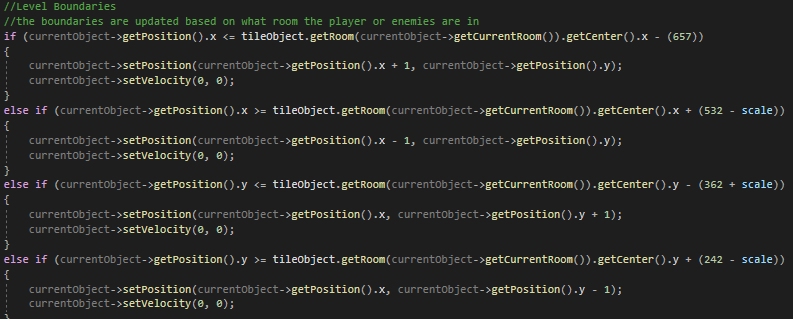 //Level Boundaries
//the boundaries are updated based on what room the player or enemies are in
if (currentObject->getPosition().x <= tileObject.getRoom(currentObject->getCurrentRoom()).getCenter().x - (657))
{
currentObject->setPosition(currentObject->getPosition().x + 1, currentObject->getPosition().y);
currentObject->setVelocity(0, 0);
}
else if (currentObject->getPosition().x >= tileObject.getRoom(currentObject->getCurrentRoom()).getCenter().x + (532 - scale))
{
currentObject->setPosition(currentObject->getPosition().x - 1, currentObject->getPosition().y);
currentObject->setVelocity(0, 0);
}
else if (currentObject->getPosition().y <= tileObject.getRoom(currentObject->getCurrentRoom()).getCenter().y - (362 + scale))
{
currentObject->setPosition(currentObject->getPosition().x, currentObject->getPosition().y + 1);
currentObject->setVelocity(0, 0);
}
else if (currentObject->getPosition().y >= tileObject.getRoom(currentObject->getCurrentRoom()).getCenter().y + (242 - scale))
{
currentObject->setPosition(currentObject->getPosition().x, currentObject->getPosition().y - 1);
currentObject->setVelocity(0, 0);
}